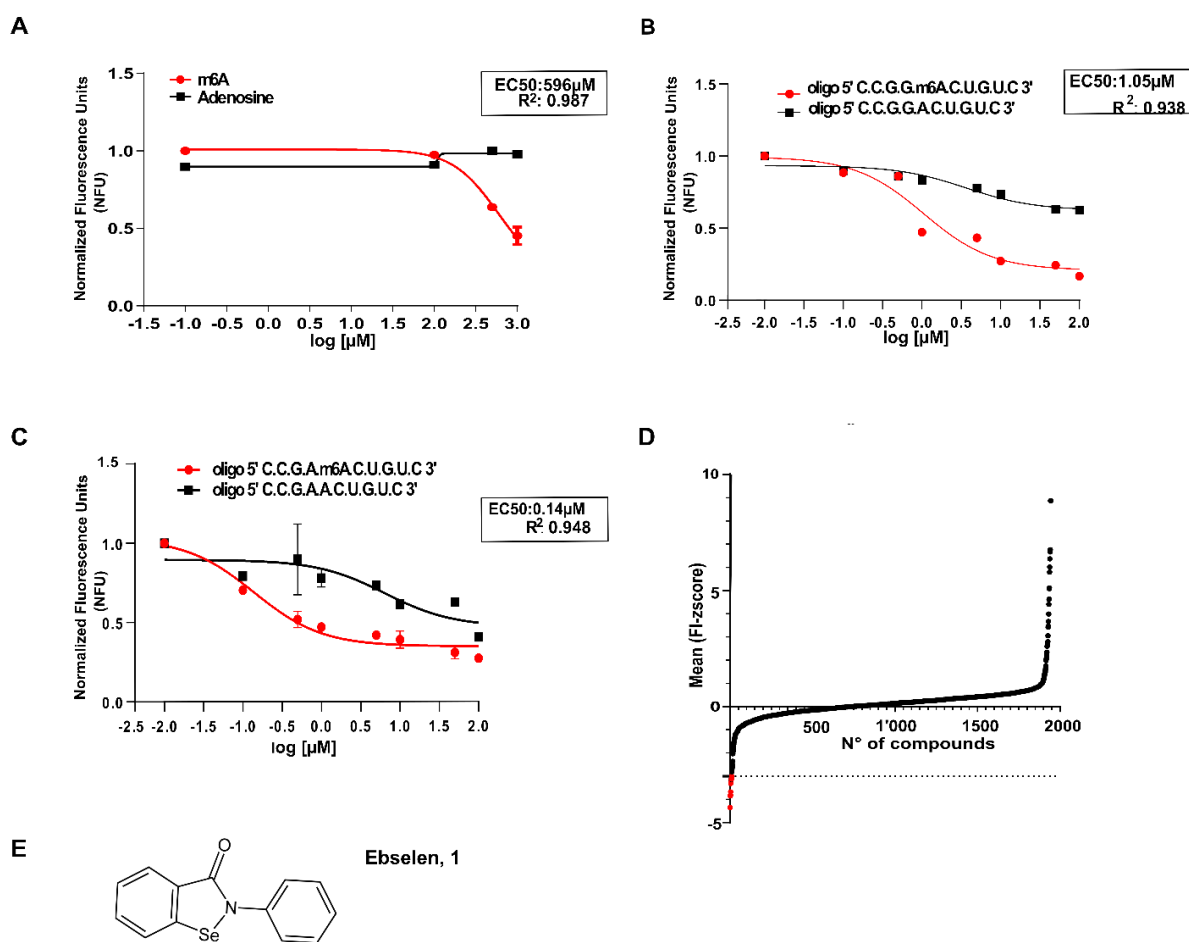 A
m6A
Adenosine
EC50:596µM
R²: 0.987
Normalized Fluorescence Units
(NFU)
1.5
1.0
0.5
0.0
-1.5 -1.0 -0.5 0.0 0.5 1.0 1.5 2.0 2.5 3.0
log [µM]
B
oligo 5' C.C.G.G.m6A.C.U.G.U.C 3'
oligo 5' C.C.G.G.A.C.U.G.U.C 3'
EC50:1.05µM
R²: 0.938
Normalized Fluorescence Units
(NFU)
1.5
1.0
0.5
0.0
-2.5 -2.0 -1.5 -1.0 -0.5 0.0 0.5 1.0 1.5 2.0
log [µM]
C
oligo 5' C.C.G.A.m6A.C.U.G.U.C 3'
oligo 5' C.C.G.A.A.C.U.G.U.C 3'
EC50:0.14µM
R² 0.948
Normalized Fluorescence Units
(NFU)
1.5
1.0
0.5
0.0
-2.5 -2.0 -1.5 -1.0 -0.5 0.0 0.5 1.0 1.5 2.0
log [µM]
D
Mean (FI-zscore)
10
5
0
-5
500 1000 1500 2000
N° of compounds
E
Ebselen, 1
O
N
Se